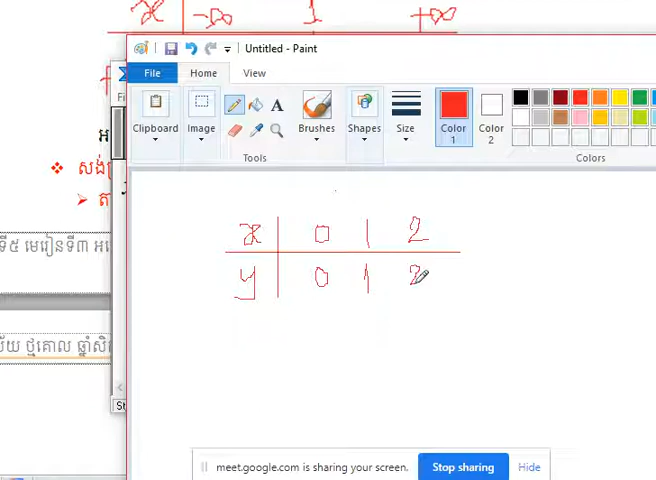 x -∞ 1 +∞
Untitled - Paint
File Home View
Clipboard Image Tools Brushes Shapes Size Color 1 Color 2 Colors
A
x 0 1 2
y 0 1 2
meet.google.com is sharing your screen. Stop sharing Hide